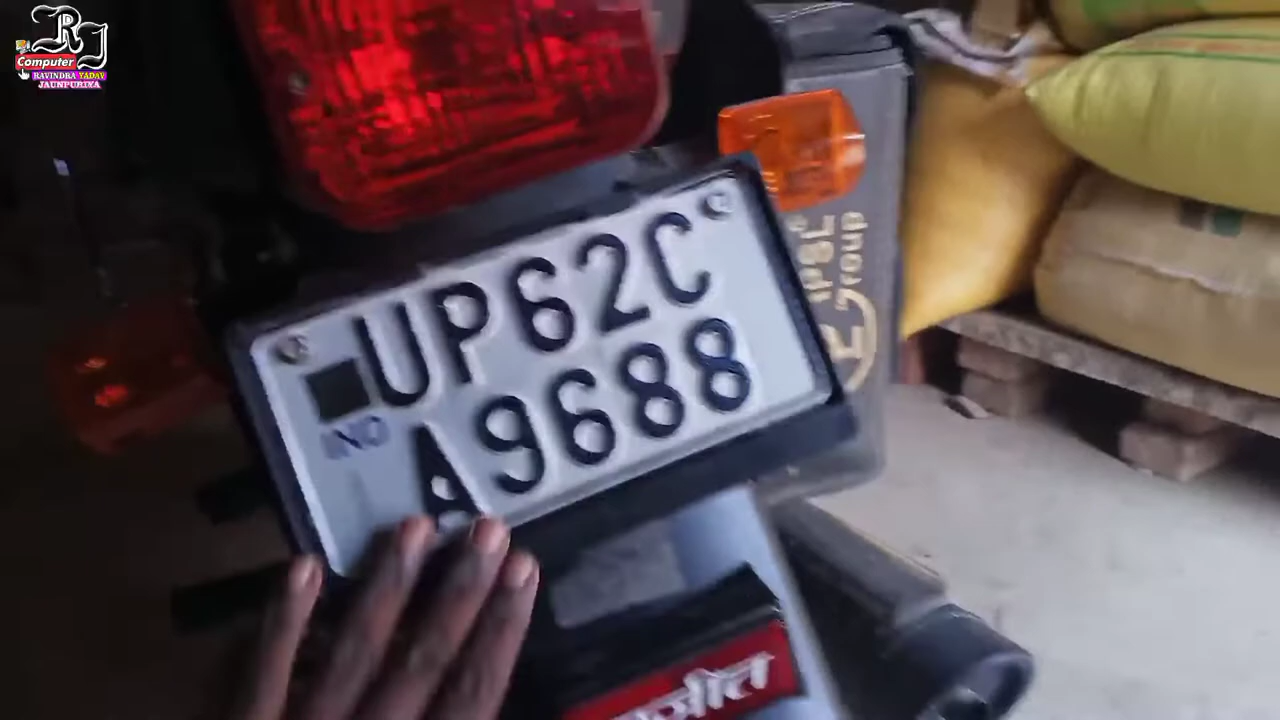 RJ
Computer
RAVINDRA YADAV
JAUNPURIYA
UP62C
A9688
IND
Group